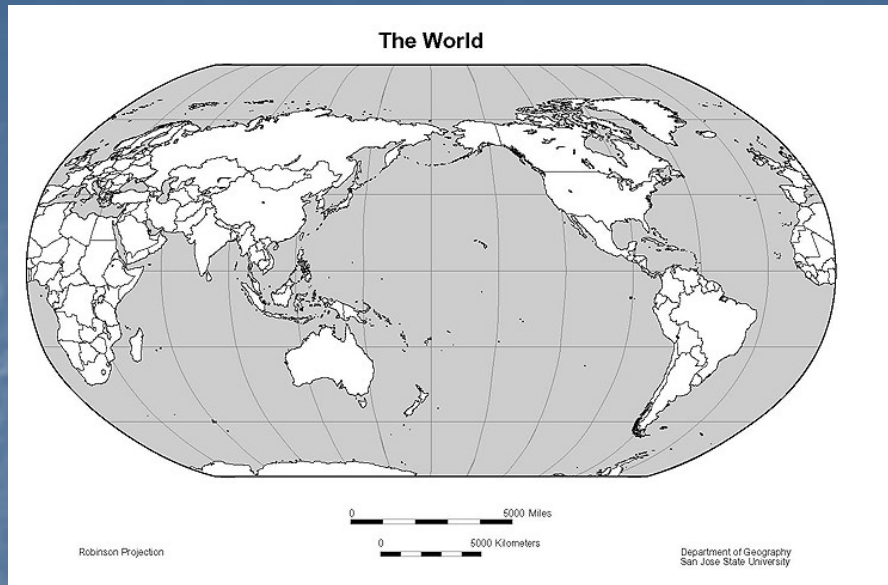 The World
0 5000 Miles
0 5000 Kilometers
Robinson Projection
Department of Geography
San Jose State University